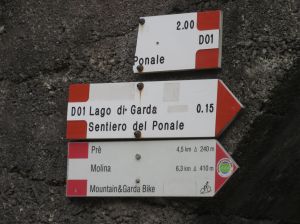 2.00
D01
Ponale
D01 Lago di Garda 0.15
Sentiero del Ponale
Prè 4,5 km Δ 240 m
Molina 6,3 km Δ 410 m
Mountain&Garda Bike